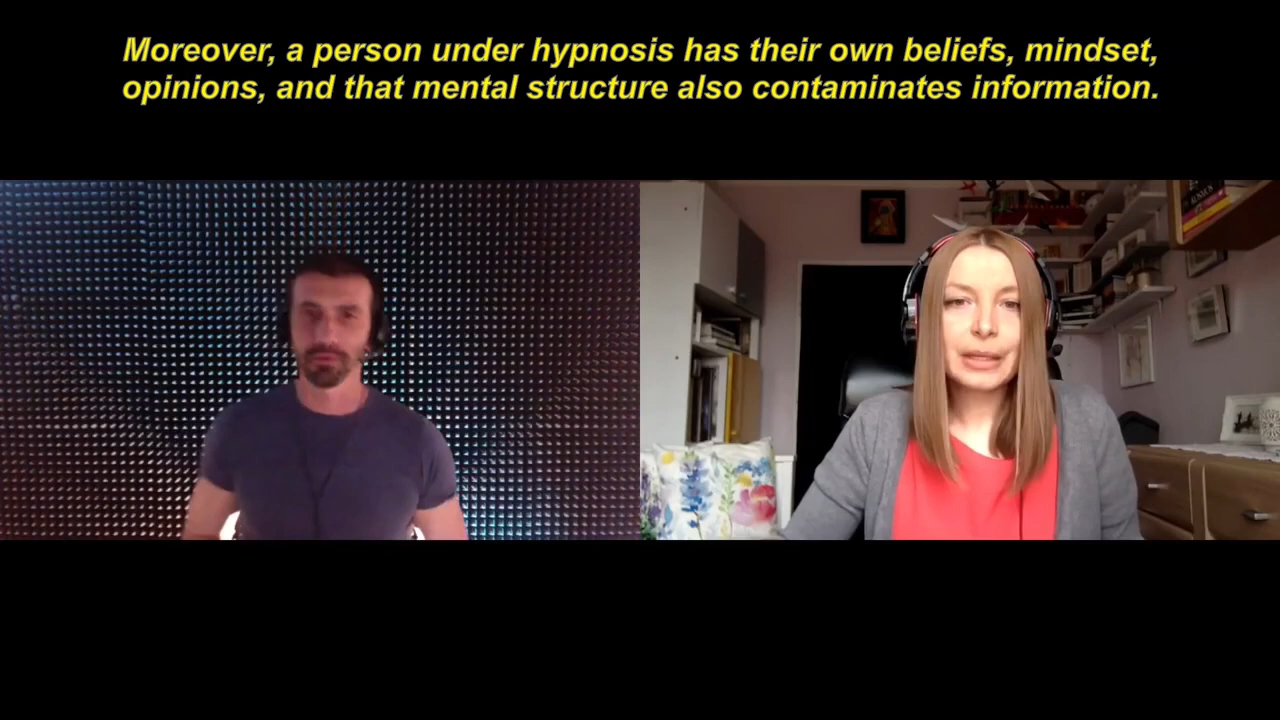 Moreover, a person under hypnosis has their own beliefs, mindset,
opinions, and that mental structure also contaminates information.